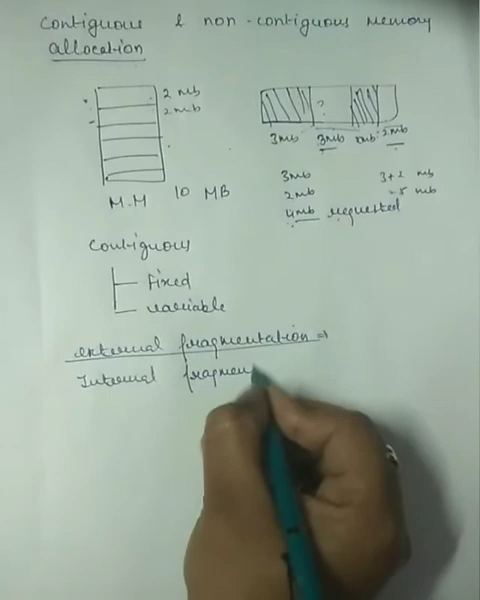 contiguous & non-contiguous memory
allocation
2 mb
2 mb
M.M 10 MB
3mb 3mb 2mb
3mb 3+2 mb
2mb =5 mb
4mb requested
Contiguous
Fixed
variable
external fragmentation ⇒
Internal fragmen